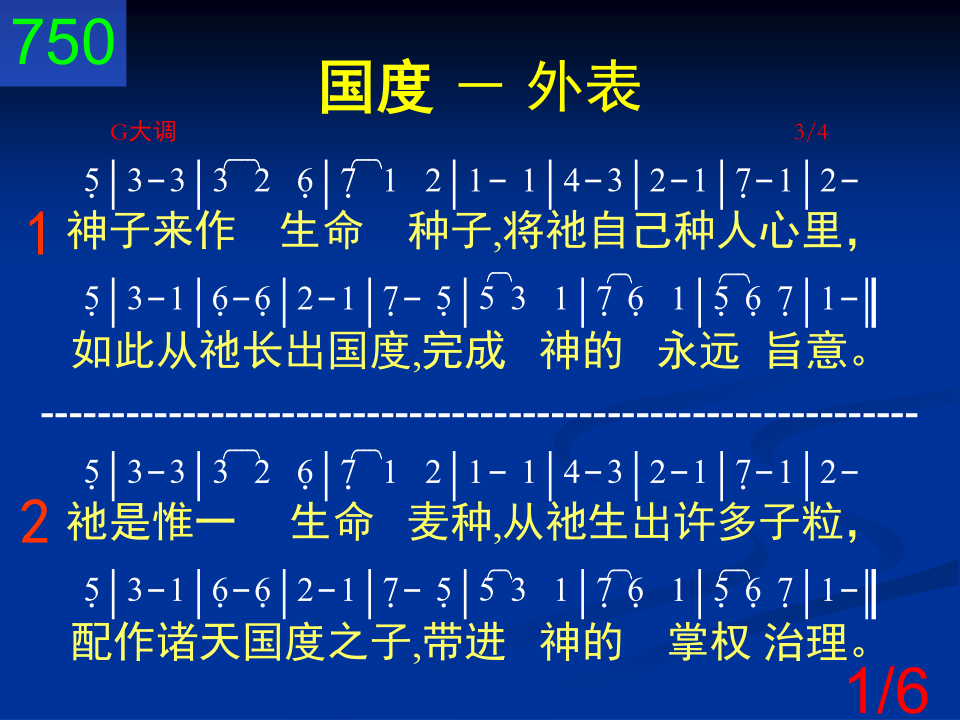 750
国度 － 外表
G大调 3/4
5̣|3-3|3 2 6̣|7̣ 1 2|1- 1|4-3|2-1|7̣-1|2-
1 神子来作 生命 种子,将祂自己种人心里，
5̣|3-1|6̣-6̣|2-1|7̣- 5̣|5 3 1|7̣ 6̣ 1|5̣ 6̣ 7̣|1-‖
如此从祂长出国度,完成 神的 永远 旨意。
--------------------------------------------------------------
5̣|3-3|3 2 6̣|7̣ 1 2|1- 1|4-3|2-1|7̣-1|2-
2 祂是惟一 生命 麦种,从祂生出许多子粒，
5̣|3-1|6̣-6̣|2-1|7̣- 5̣|5 3 1|7̣ 6̣ 1|5̣ 6̣ 7̣|1-‖
配作诸天国度之子,带进 神的 掌权 治理。
1/6